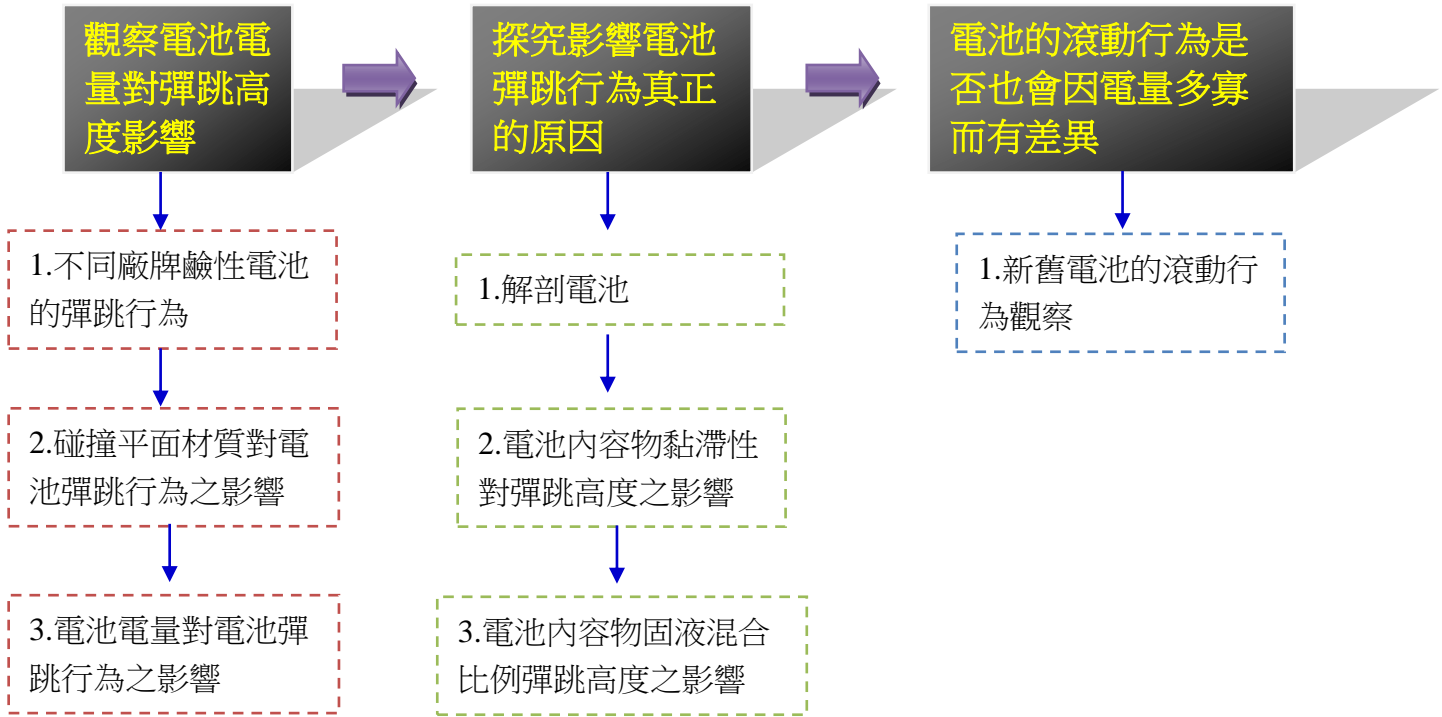 觀察電池電
量對彈跳高
度影響
1.不同廠牌鹼性電池
的彈跳行為
2.碰撞平面材質對電
池彈跳行為之影響
3.電池電量對電池彈
跳行為之影響
探究影響電池
彈跳行為真正
的原因
1.解剖電池
2.電池內容物黏滯性
對彈跳高度之影響
3.電池內容物固液混合
比例彈跳高度之影響
電池的滾動行為是
否也會因電量多寡
而有差異
1.新舊電池的滾動行
為觀察